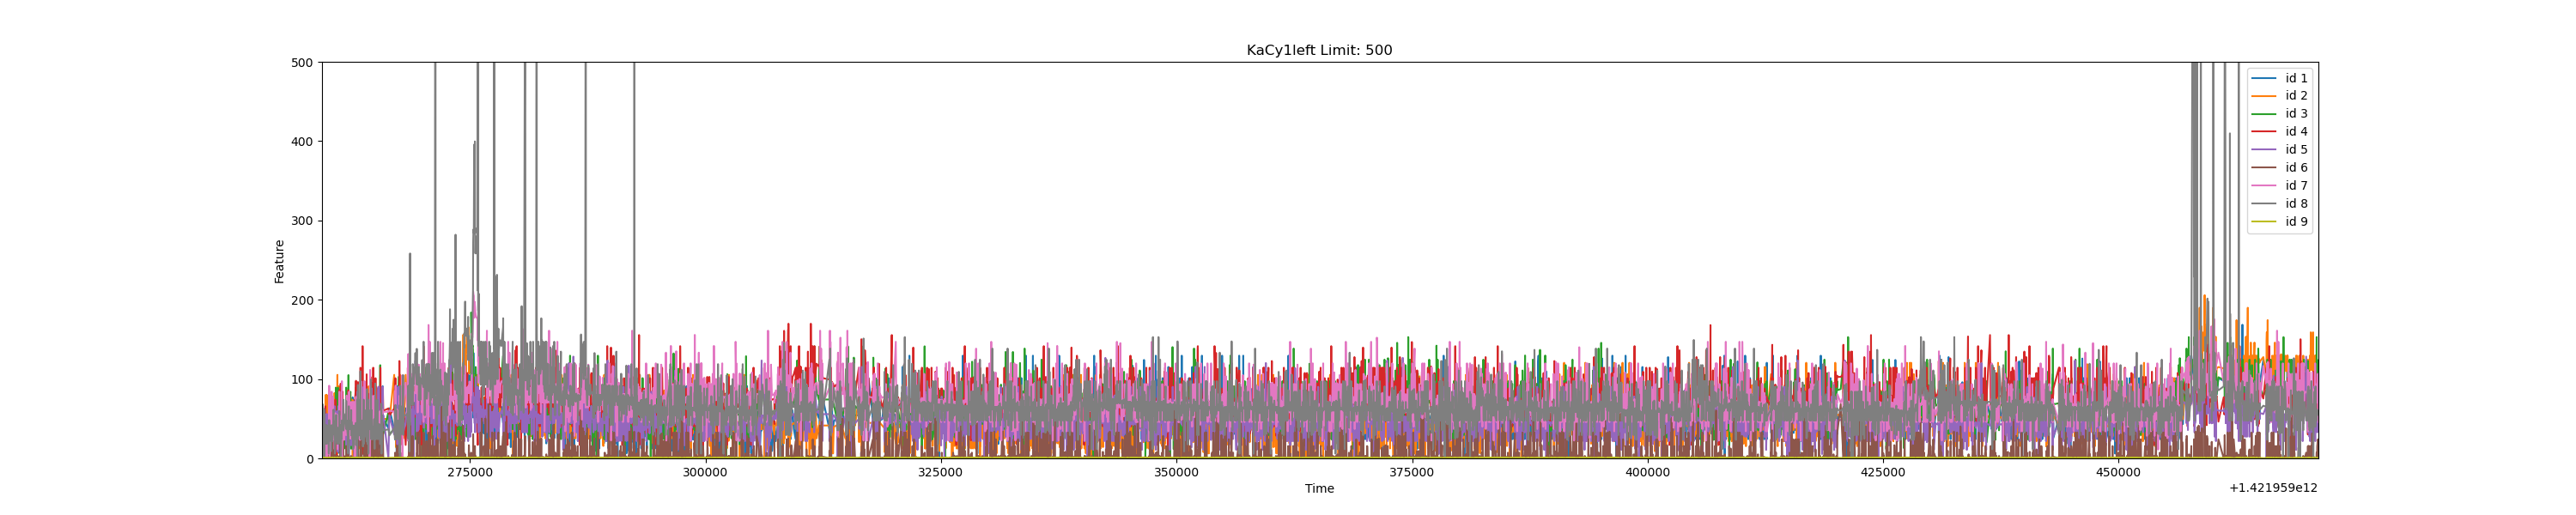 KaCy1left Limit: 500
500
400
300
200
100
0
Feature
275000 300000 325000 350000 375000 400000 425000 450000
Time
+1.421959e12
id 1
id 2
id 3
id 4
id 5
id 6
id 7
id 8
id 9